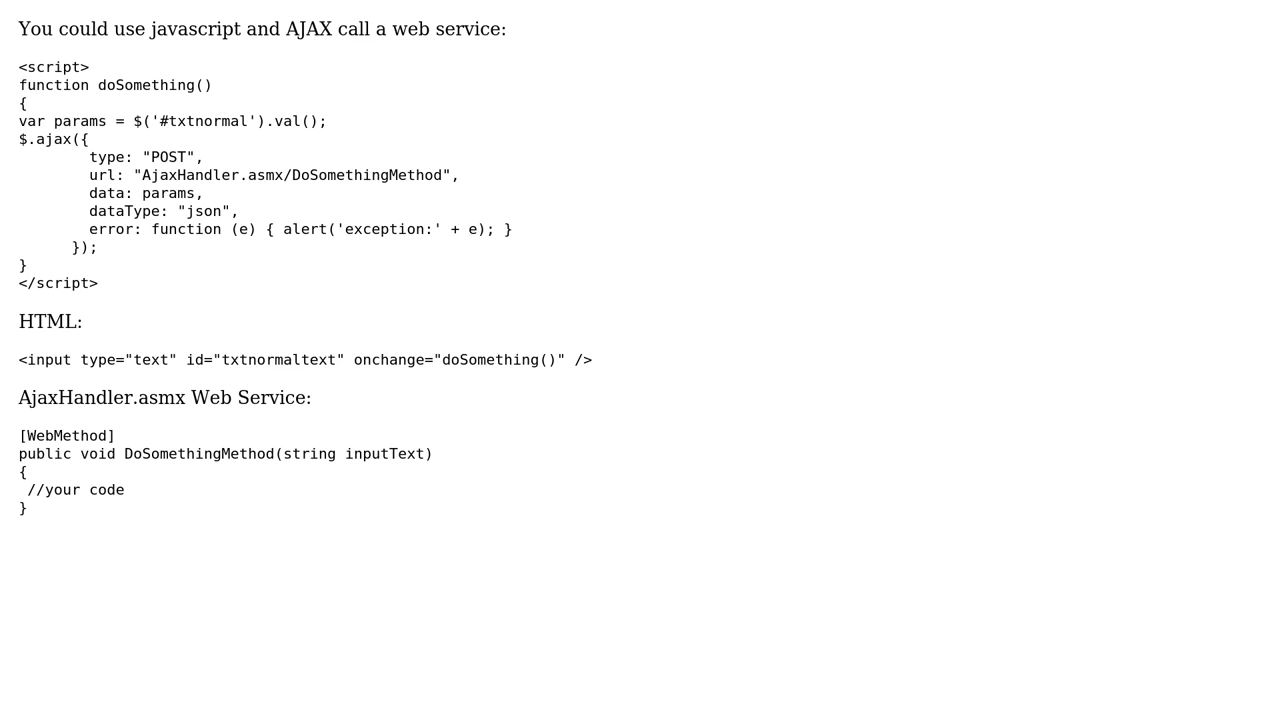 You could use javascript and AJAX call a web service:
<script>
function doSomething()
{
var params = $('#txtnormal').val();
$.ajax({
        type: "POST",
        url: "AjaxHandler.asmx/DoSomethingMethod",
        data: params,
        dataType: "json",
        error: function (e) { alert('exception:' + e); }
      });
}
</script>
HTML:
<input type="text" id="txtnormaltext" onchange="doSomething()" />
AjaxHandler.asmx Web Service:
[WebMethod]
public void DoSomethingMethod(string inputText)
{
 //your code
}